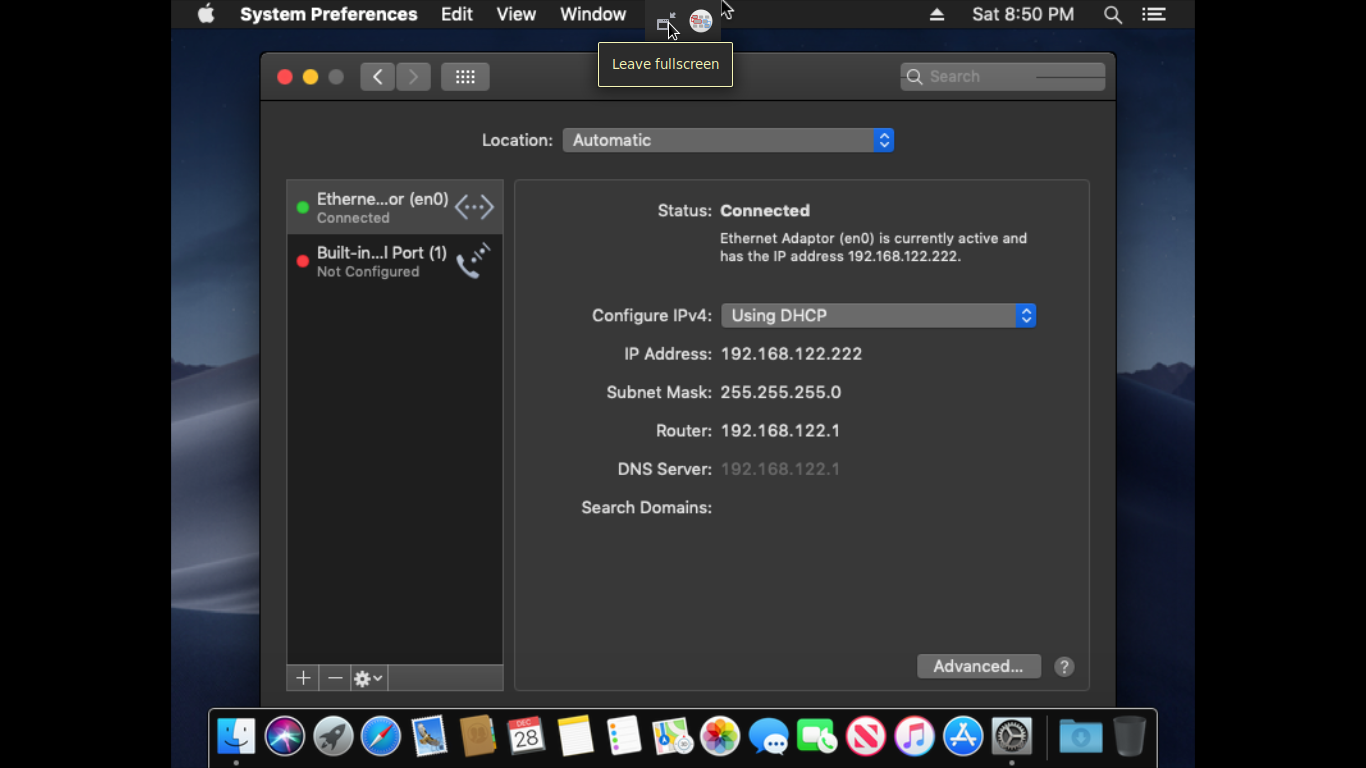 System Preferences Edit View Window Sat 8:50 PM
Leave fullscreen
Search
Location: Automatic
Etherne...or (en0)
Connected
Built-in...l Port (1)
Not Configured
Status: Connected
Ethernet Adaptor (en0) is currently active and
has the IP address 192.168.122.222.
Configure IPv4: Using DHCP
IP Address: 192.168.122.222
Subnet Mask: 255.255.255.0
Router: 192.168.122.1
DNS Server: 192.168.122.1
Search Domains:
Advanced... ?
DEC
28